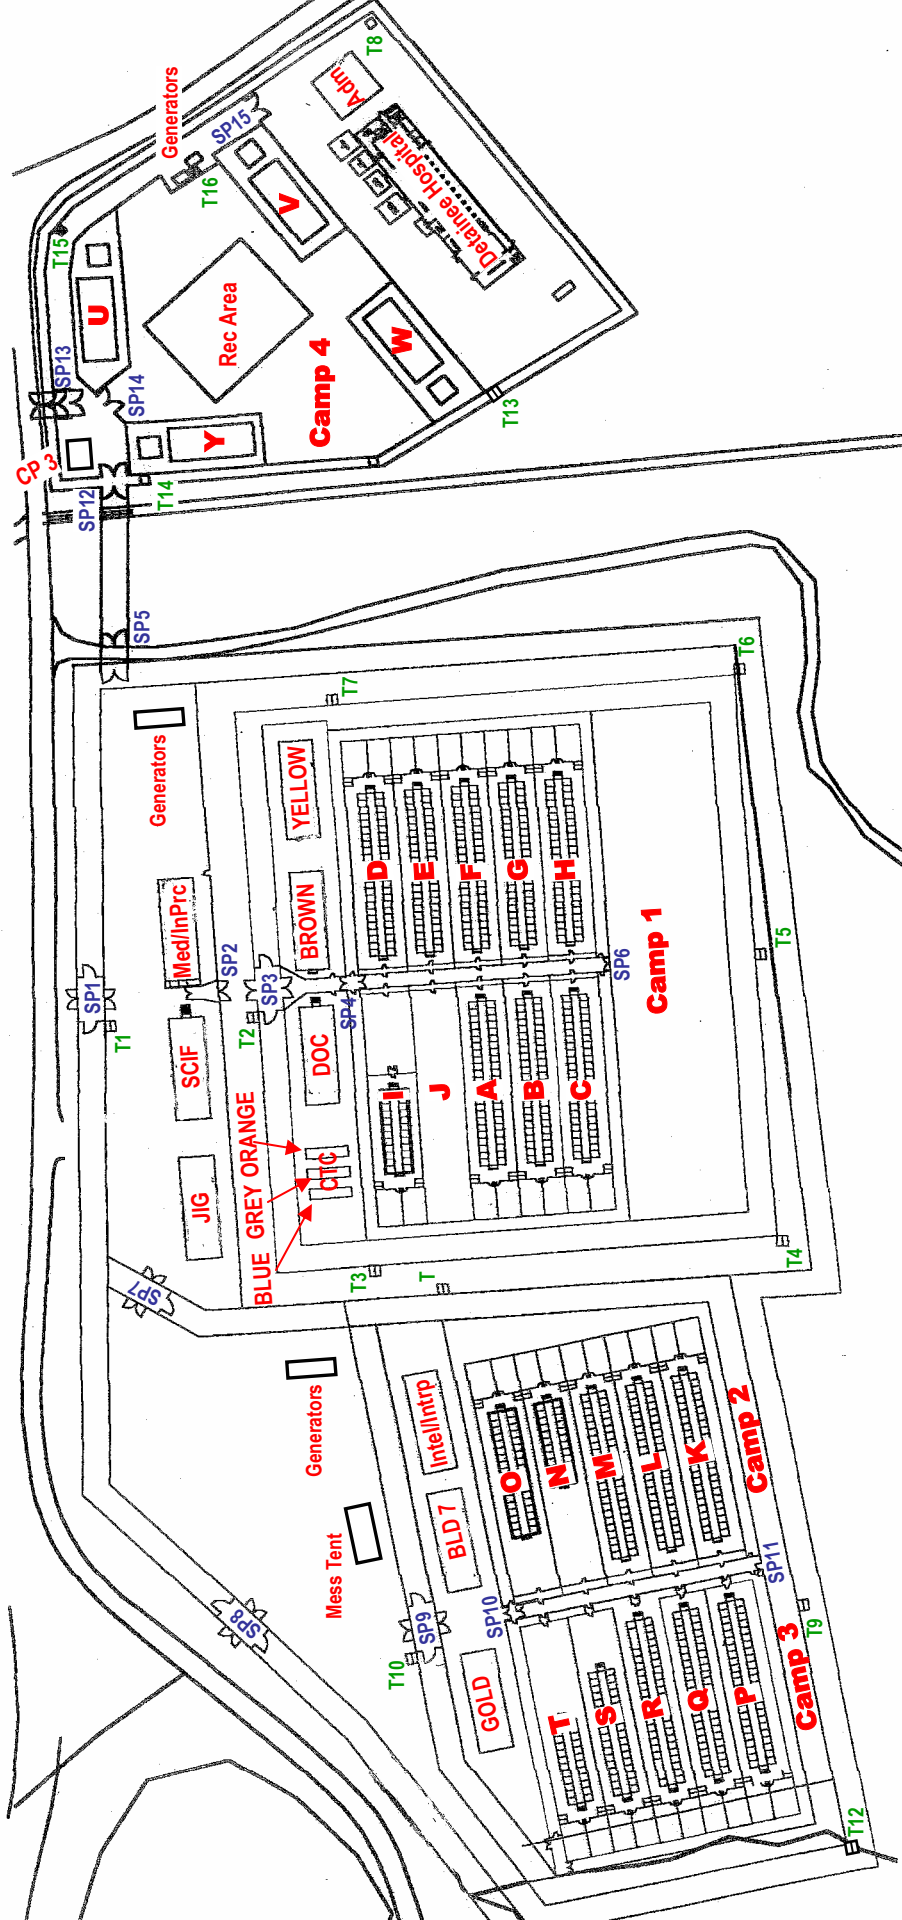 T8
Adm
Generators
SP15
Detainee Hospital
T16
V
T15
U
Rec Area
W
SP13
SP14
Camp 4
T13
Y
CP 3
SP12
T14
SP5
T6
T7
Generators
YELLOW
D
E
F
G
H
Med/InPrc
BROWN
SP2
SP3
SP1
SP4
SP6
Camp 1
T5
T1
T2
SCIF
DOC
I
J
A
B
C
BLUE GREY ORANGE
CTC
JIG
T3
T
T4
SP7
Generators
Intel/Intrp
O
N
M
L
K
Camp 2
Mess Tent
BLD 7
SP8
SP9
SP10
SP11
T10
T9
GOLD
T
S
R
Q
P
Camp 3
T12